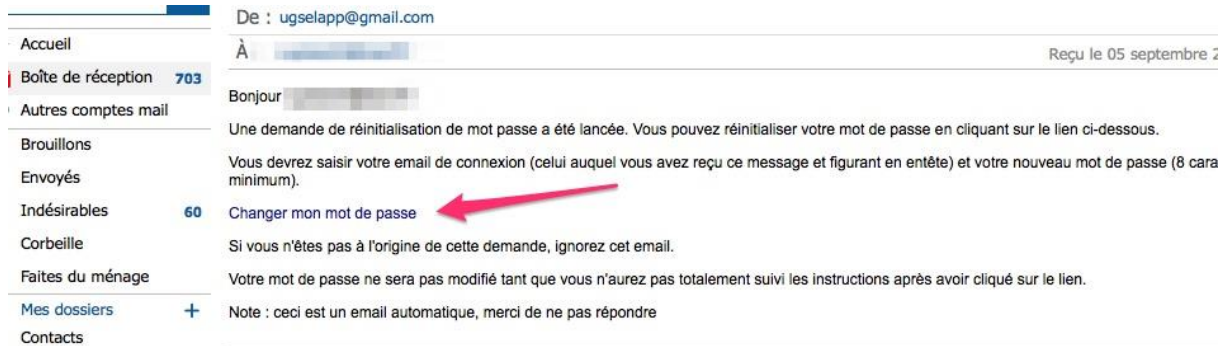 De : ugselapp@gmail.com
À
Reçu le 05 septembre
Accueil
Boîte de réception 703
Autres comptes mail
Brouillons
Envoyés
Indésirables 60
Corbeille
Faites du ménage
Mes dossiers +
Contacts
Bonjour
Une demande de réinitialisation de mot passe a été lancée. Vous pouvez réinitialiser votre mot de passe en cliquant sur le lien ci-dessous.
Vous devrez saisir votre email de connexion (celui auquel vous avez reçu ce message et figurant en entête) et votre nouveau mot de passe (8 cara
minimum).
Changer mon mot de passe
Si vous n'êtes pas à l'origine de cette demande, ignorez cet email.
Votre mot de passe ne sera pas modifié tant que vous n'aurez pas totalement suivi les instructions après avoir cliqué sur le lien.
Note : ceci est un email automatique, merci de ne pas répondre